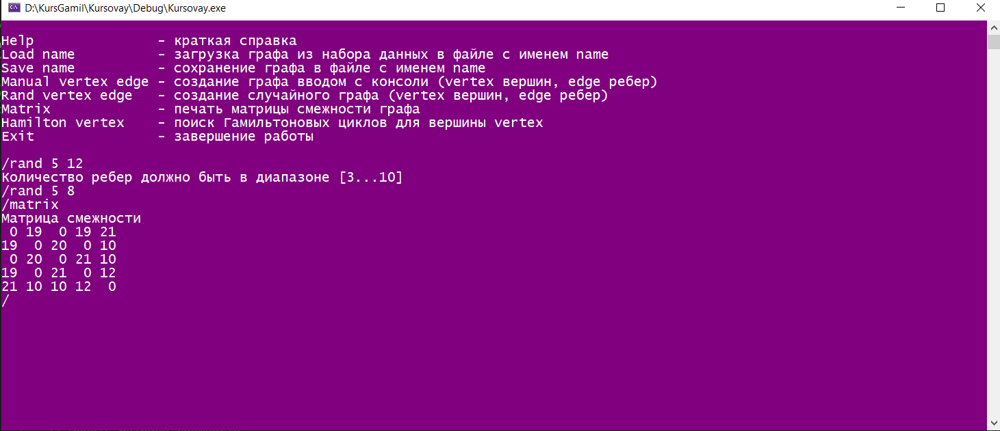 D:\KursGamil\Kursovay\Debug\Kursovay.exe
Help               - краткая справка
Load name          - загрузка графа из набора данных в файле с именем name
Save name          - сохранение графа в файле с именем name
Manual vertex edge - создание графа вводом с консоли (vertex вершин, edge ребер)
Rand vertex edge   - создание случайного графа (vertex вершин, edge ребер)
Matrix             - печать матрицы смежности графа
Hamilton vertex    - поиск Гамильтоновых циклов для вершины vertex
Exit               - завершение работы
/rand 5 12
Количество ребер должно быть в диапазоне [3...10]
/rand 5 8
/matrix
Матрица смежности
 0 19  0 19 21
19  0 20  0 10
 0 20  0 21 10
19  0 21  0 12
21 10 10 12  0
/